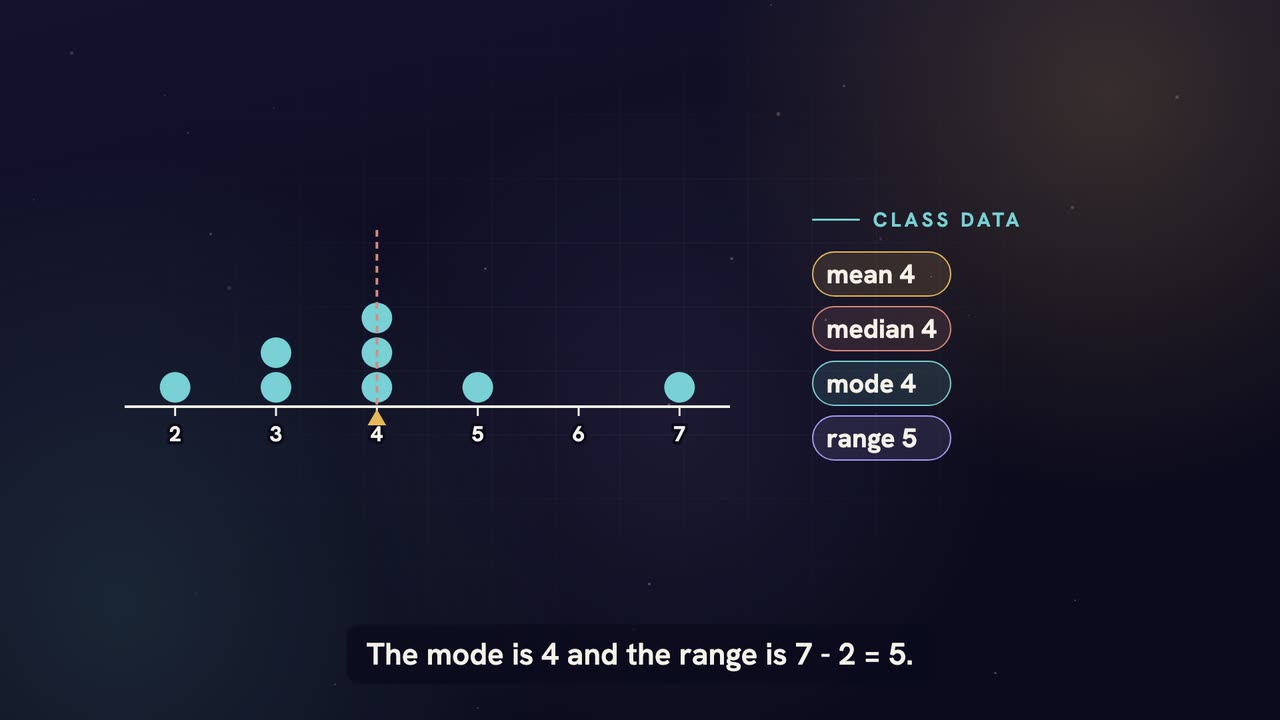 CLASS DATA
mean 4
median 4
mode 4
range 5
2 3 4 5 6 7
The mode is 4 and the range is 7 - 2 = 5.